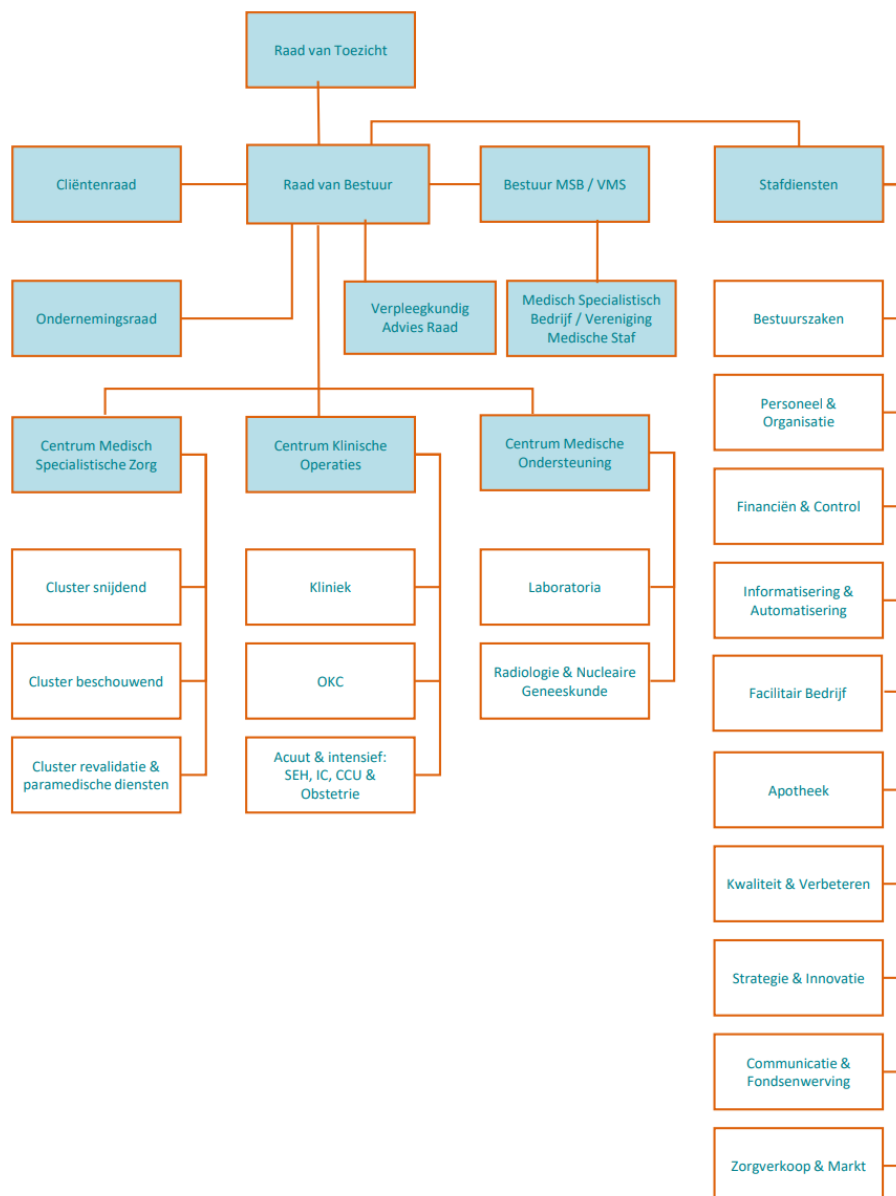 Raad van Toezicht
Cliëntenraad
Raad van Bestuur
Bestuur MSB / VMS
Stafdiensten
Ondernemingsraad
Verpleegkundig
Advies Raad
Medisch Specialistisch
Bedrijf / Vereniging
Medische Staf
Centrum Medisch
Specialistische Zorg
Cluster snijdend
Cluster beschouwend
Cluster revalidatie &
paramedische diensten
Centrum Klinische
Operaties
Kliniek
OKC
Acuut & intensief:
SEH, IC, CCU &
Obstetrie
Centrum Medische
Ondersteuning
Laboratoria
Radiologie & Nucleaire
Geneeskunde
Bestuurszaken
Personeel &
Organisatie
Financiën & Control
Informatisering &
Automatisering
Facilitair Bedrijf
Apotheek
Kwaliteit & Verbeteren
Strategie & Innovatie
Communicatie &
Fondsenwerving
Zorgverkoop & Markt